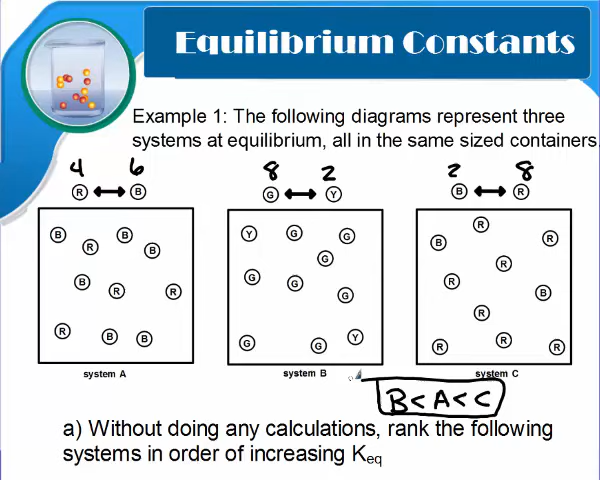 Equilibrium Constants
Example 1: The following diagrams represent three
systems at equilibrium, all in the same sized containers.
4 6 8 2 2 8
R B G Y B R
B R B B B R R R B B
Y G G G G G G G G Y
R R B R R B R R R R
system A system B system C
B < A < C
a) Without doing any calculations, rank the following
systems in order of increasing Keq